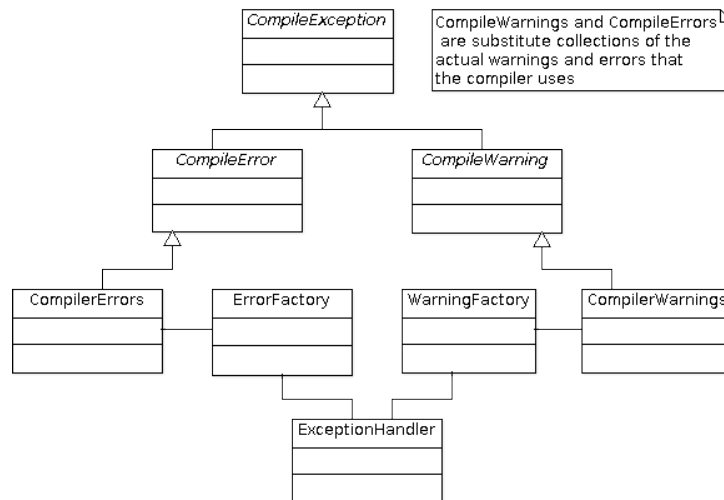 CompileException
CompileWarnings and CompileErrors
are substitute collections of the
actual warnings and errors that
the compiler uses
CompileError
CompileWarning
CompilerErrors
ErrorFactory
WarningFactory
CompilerWarnings
ExceptionHandler